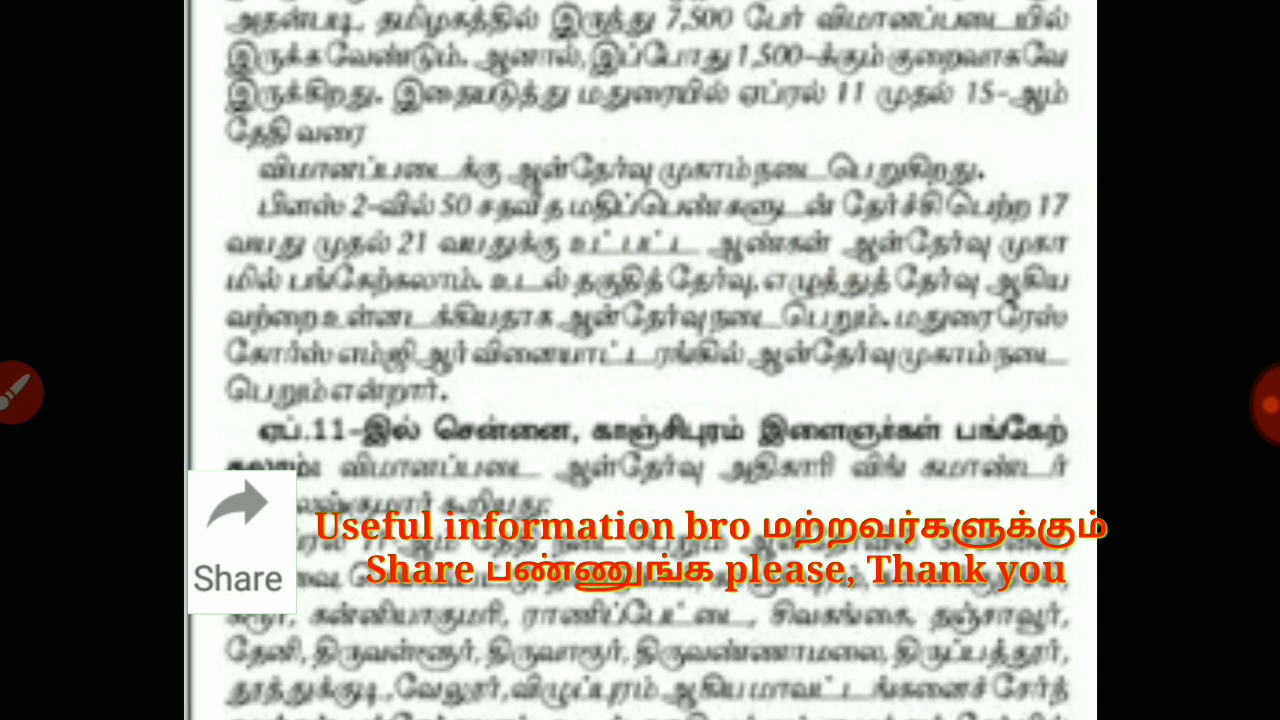 அதன்படி, தமிழகத்தில் இருந்து 7,500 பேர் விமானப்படையில்
இருக்க வேண்டும். ஆனால், இப்போது 1,500-க்கும் குறைவாகவே
இருக்கிறது. இதையடுத்து மதுரையில் ஏப்ரல் 11 முதல் 15-ஆம்
தேதி வரை
விமானப்படைக்கு ஆள்தேர்வு முகாம் நடைபெறுகிறது.
பிளஸ் 2-வில் 50 சதவீத மதிப்பெண்களுடன் தேர்ச்சி பெற்ற 17
வயது முதல் 21 வயதுக்கு உட்பட்ட ஆண்கள் ஆள்தேர்வு முகா
மில் பங்கேற்கலாம். உடல் தகுதித் தேர்வு, எழுத்துத் தேர்வு ஆகிய
வற்றை உள்ளடக்கியதாக ஆள்தேர்வு நடைபெறும். மதுரை ரேஸ்
கோர்ஸ் எம்ஜிஆர் விளையாட்டரங்கில் ஆள்தேர்வு முகாம் நடை
பெறும் என்றார்.
ஏப்.11-இல் சென்னை, காஞ்சிபுரம் இளைஞர்கள் பங்கேற்
கலாம்: விமானப்படை ஆள்தேர்வு அதிகாரி விங் கமாண்டர்
கூறியது:
Useful information bro மற்றவர்களுக்கும்
Share பண்ணுங்க please, Thank you
Share
கரூர், கன்னியாகுமரி, ராணிப்பேட்டை, சிவகங்கை, தஞ்சாவூர்,
தேனி, திருவள்ளூர், திருவாரூர், திருவண்ணாமலை, திருப்பத்தூர்,
தூத்துக்குடி, வேலூர், விழுப்புரம் ஆகிய மாவட்டங்களைச் சேர்ந்